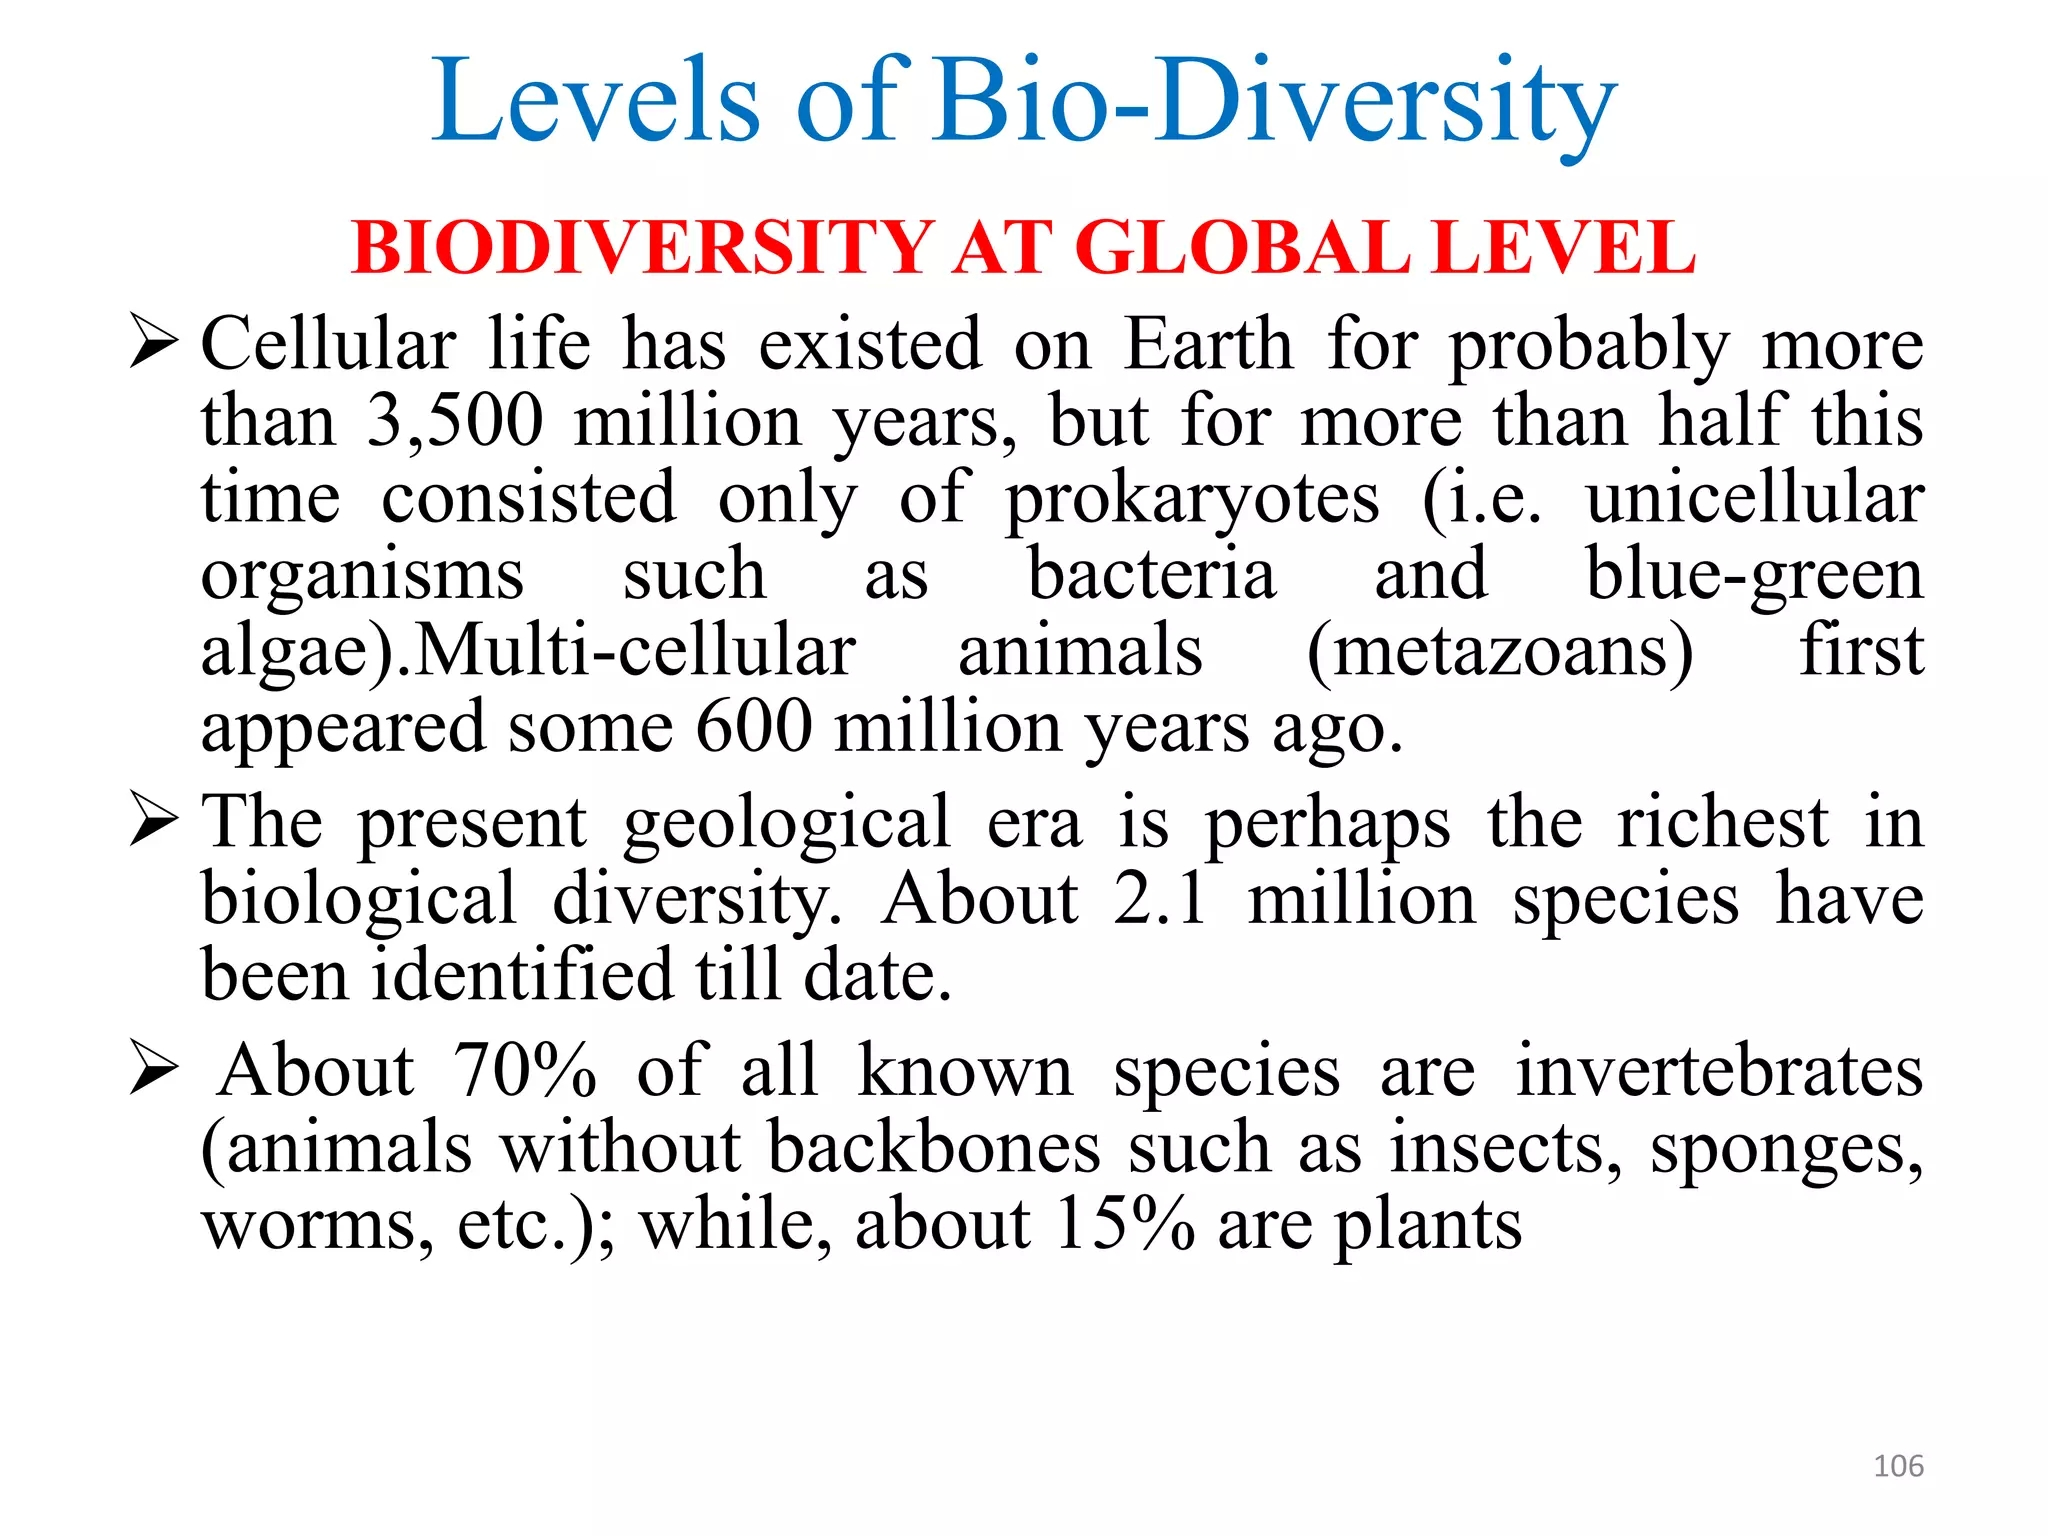 Levels of Bio-Diversity
BIODIVERSITY AT GLOBAL LEVEL
➢ Cellular life has existed on Earth for probably more
than 3,500 million years, but for more than half this
time consisted only of prokaryotes (i.e. unicellular
organisms such as bacteria and blue-green
algae).Multi-cellular animals (metazoans) first
appeared some 600 million years ago.
➢ The present geological era is perhaps the richest in
biological diversity. About 2.1 million species have
been identified till date.
➢ About 70% of all known species are invertebrates
(animals without backbones such as insects, sponges,
worms, etc.); while, about 15% are plants
106